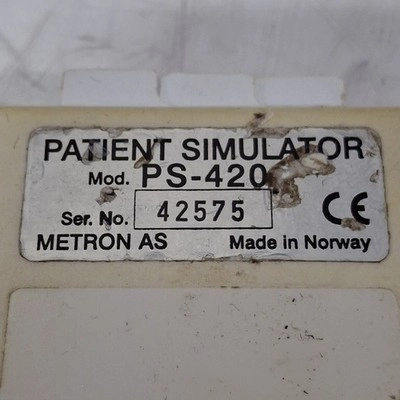 PATIENT SIMULATOR
Mod. PS-420
Ser. No. 42575 CE
METRON AS Made in Norway